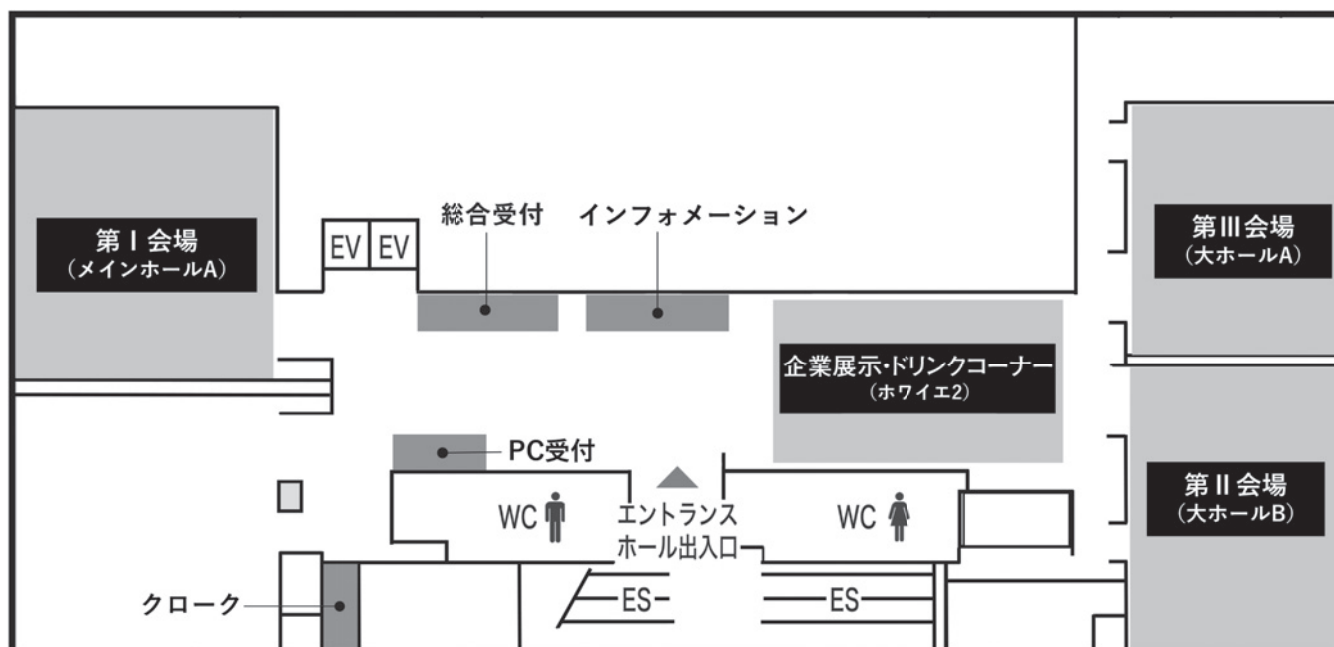 総合受付
インフォメーション
第Ⅰ会場
(メインホールA)
EV
EV
第Ⅲ会場
(大ホールA)
企業展示・ドリンクコーナー
(ホワイエ2)
PC受付
第Ⅱ会場
(大ホールB)
WC
エントランス
ホール出入口
WC
クローク
ES
ES